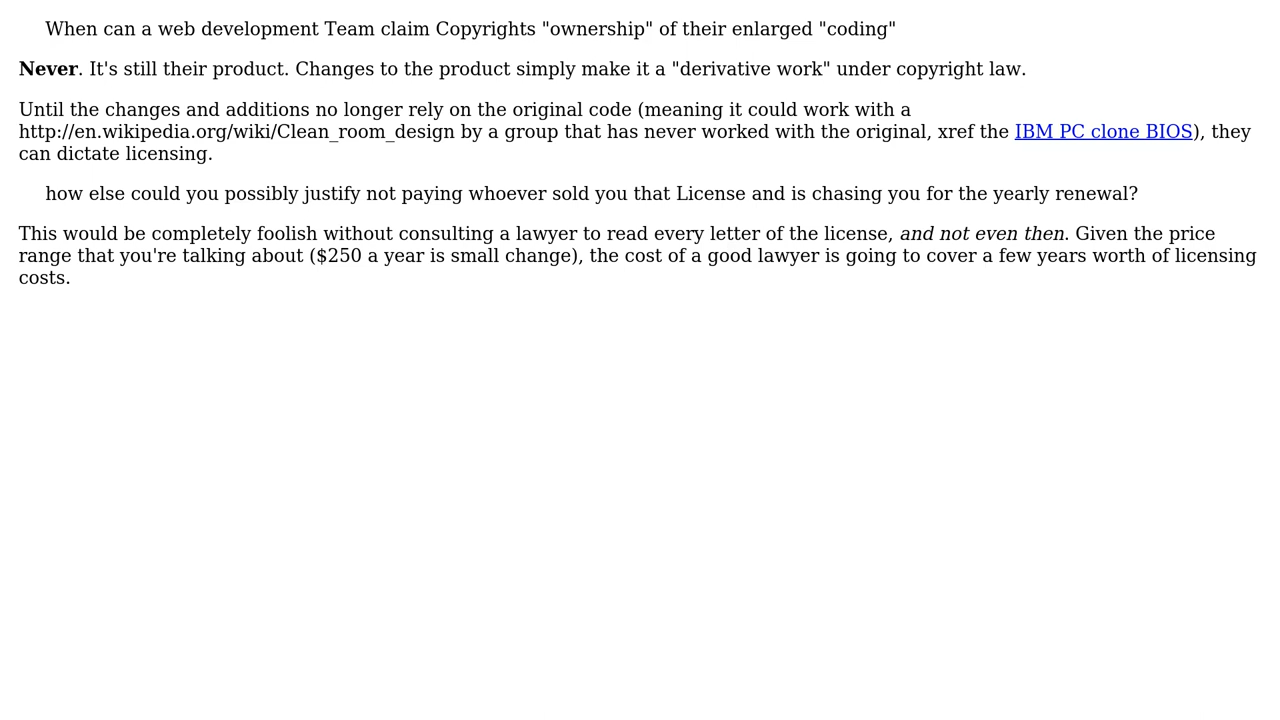 When can a web development Team claim Copyrights "ownership" of their enlarged "coding"
Never. It's still their product. Changes to the product simply make it a "derivative work" under copyright law.
Until the changes and additions no longer rely on the original code (meaning it could work with a
http://en.wikipedia.org/wiki/Clean_room_design by a group that has never worked with the original, xref the IBM PC clone BIOS), they
can dictate licensing.
how else could you possibly justify not paying whoever sold you that License and is chasing you for the yearly renewal?
This would be completely foolish without consulting a lawyer to read every letter of the license, and not even then. Given the price
range that you're talking about ($250 a year is small change), the cost of a good lawyer is going to cover a few years worth of licensing
costs.